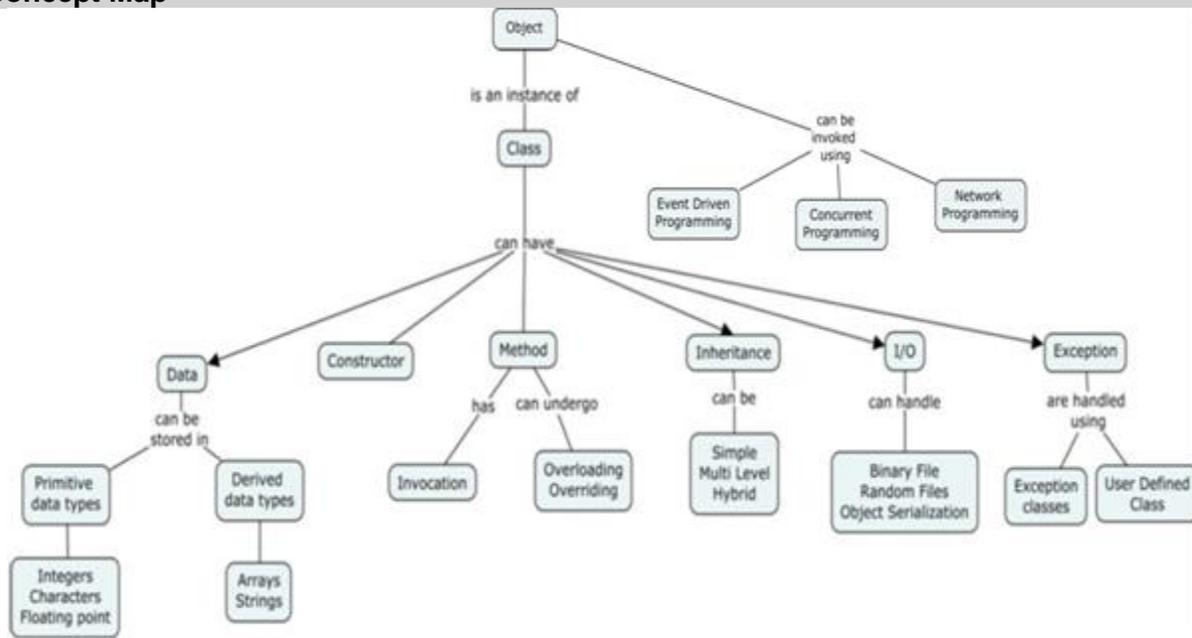 Concept Map
Object
is an instance of
Class
can be
invoked
using
Event Driven
Programming
Concurrent
Programming
Network
Programming
can have
Data
Constructor
Method
Inheritance
I/O
Exception
can be
stored in
has
can undergo
can be
can handle
are handled
using
Primitive
data types
Derived
data types
Invocation
Overloading
Overriding
Simple
Multi Level
Hybrid
Binary File
Random Files
Object Serialization
Exception
classes
User Defined
Class
Integers
Characters
Floating point
Arrays
Strings